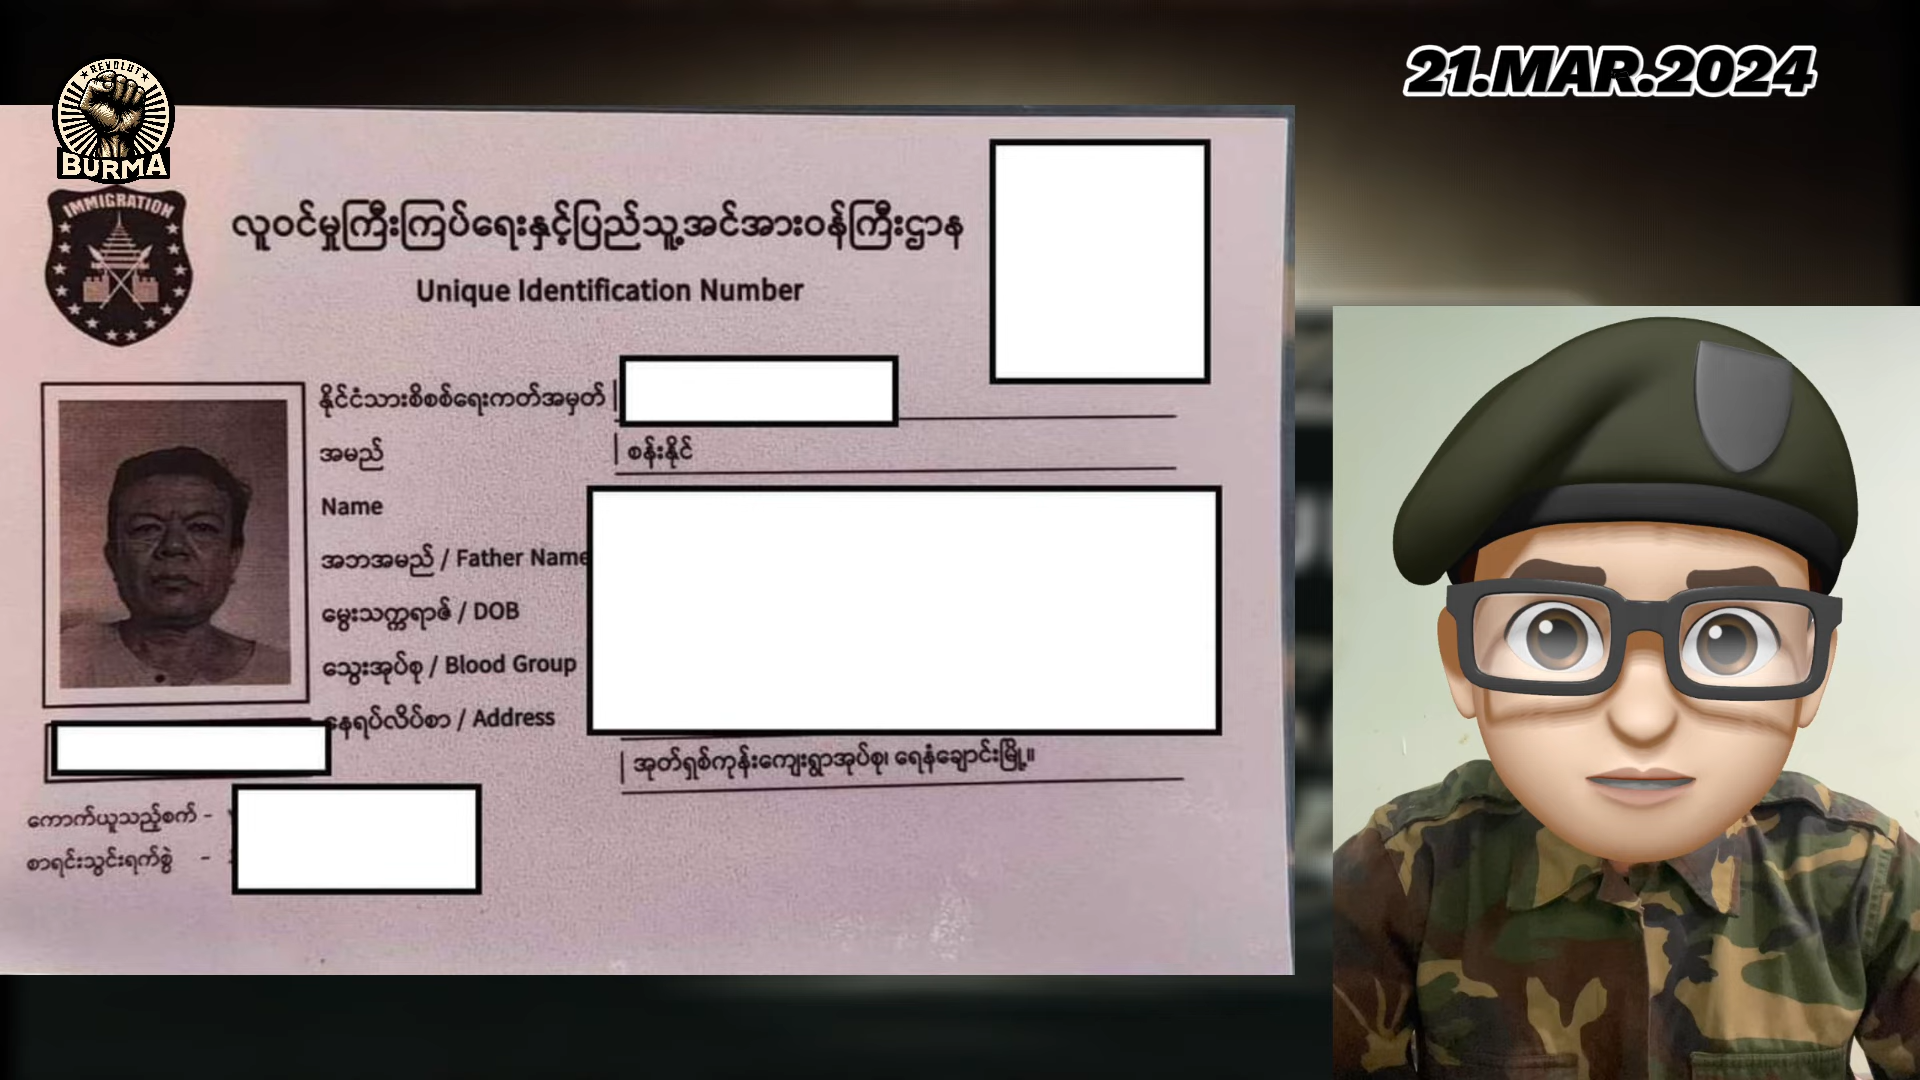 21.MAR.2024
REVOLUT
BURMA
IMMIGRATION
လူဝင်မှုကြီးကြပ်ရေးနှင့်ပြည်သူ့အင်အားဝန်ကြီးဌာန
Unique Identification Number
နိုင်ငံသားစိစစ်ရေးကတ်အမှတ်
အမည် စန်းနိုင်
Name
အဘအမည် / Father Name
မွေးသက္ကရာဇ် / DOB
သွေးအုပ်စု / Blood Group
နေရပ်လိပ်စာ / Address
အုတ်ရှစ်ကုန်းကျေးရွာအုပ်စု၊ ရေနံချောင်းမြို့။
ကောက်ယူသည့်စက် -
စာရင်းသွင်းရက်စွဲ -